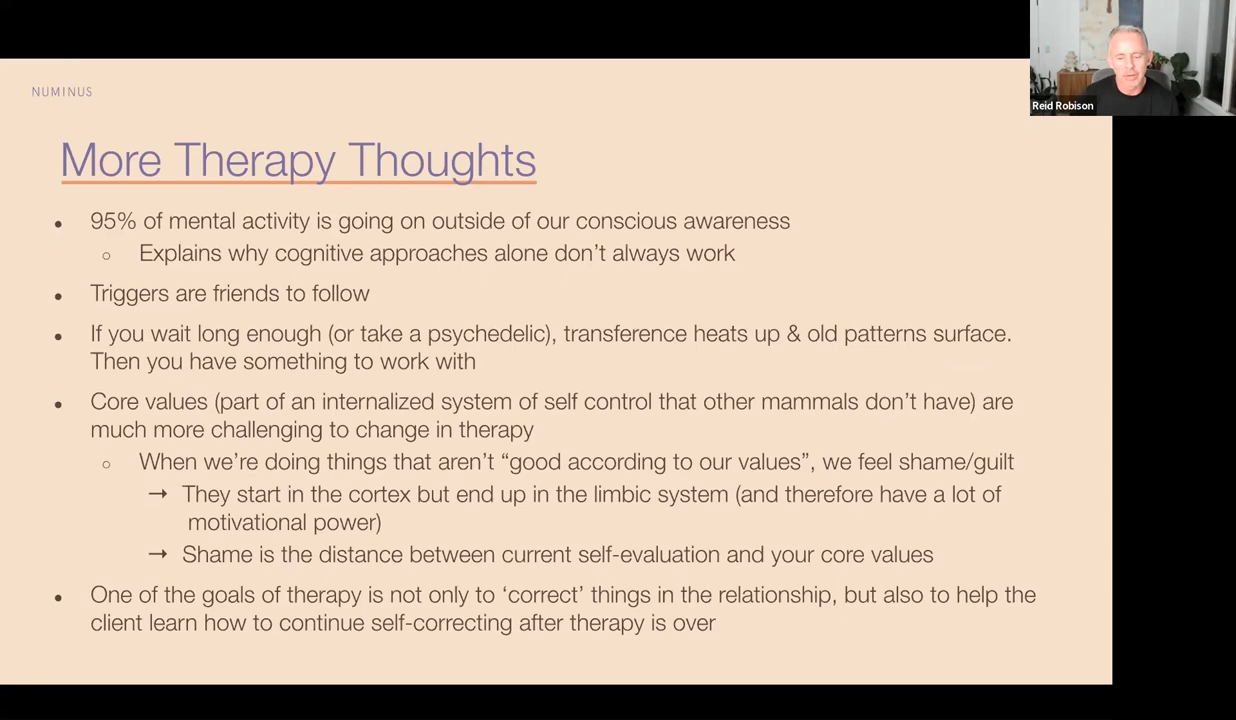 NUMINUS
Reid Robison
More Therapy Thoughts
• 95% of mental activity is going on outside of our conscious awareness
○ Explains why cognitive approaches alone don’t always work
• Triggers are friends to follow
• If you wait long enough (or take a psychedelic), transference heats up & old patterns surface.
Then you have something to work with
• Core values (part of an internalized system of self control that other mammals don’t have) are
much more challenging to change in therapy
○ When we’re doing things that aren’t “good according to our values”, we feel shame/guilt
→ They start in the cortex but end up in the limbic system (and therefore have a lot of
motivational power)
→ Shame is the distance between current self-evaluation and your core values
• One of the goals of therapy is not only to ‘correct’ things in the relationship, but also to help the
client learn how to continue self-correcting after therapy is over